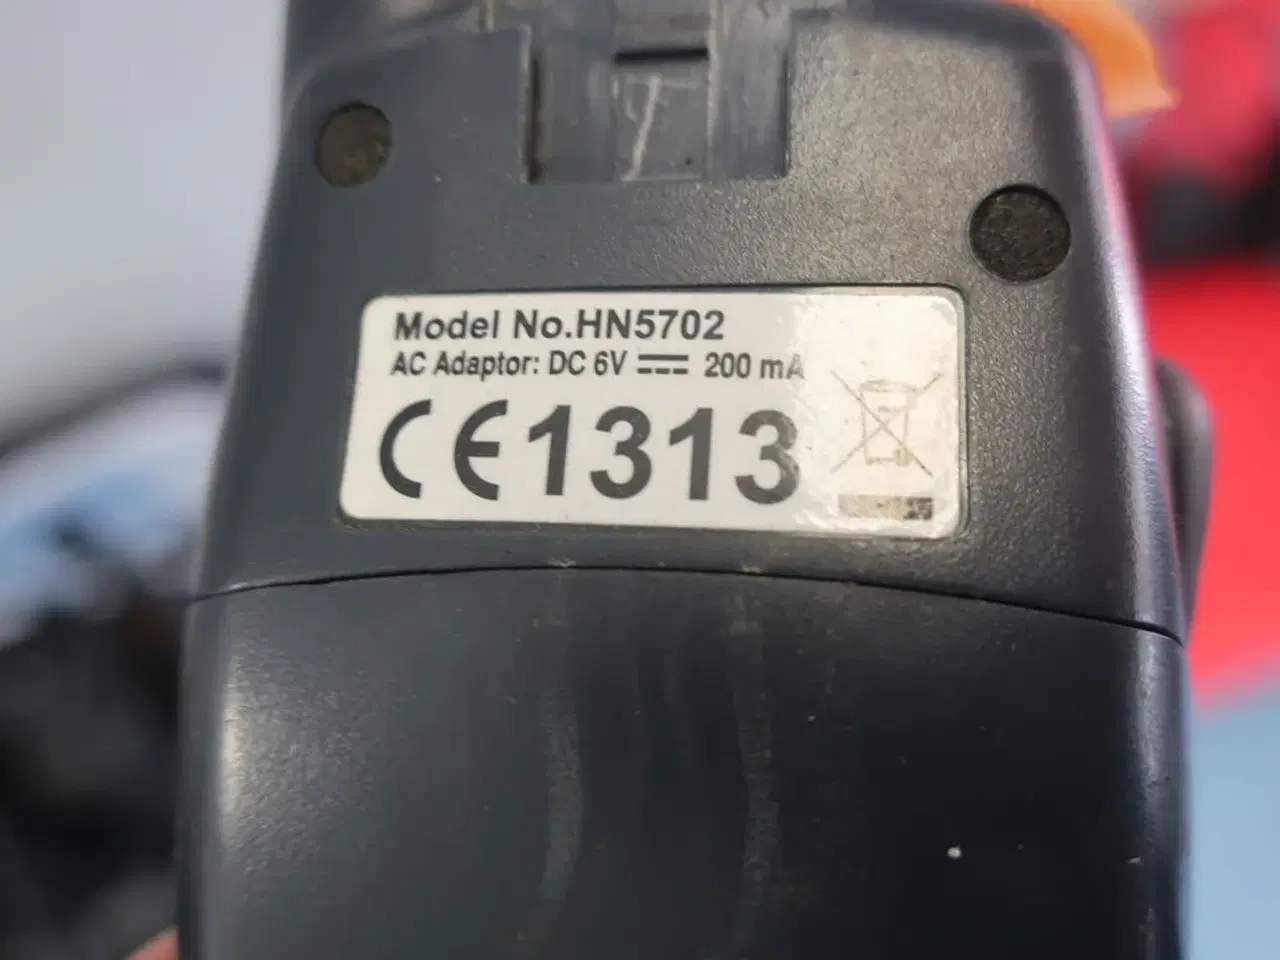 Model No.HN5702
AC Adaptor: DC 6V ⎓ 200 mA
CE1313